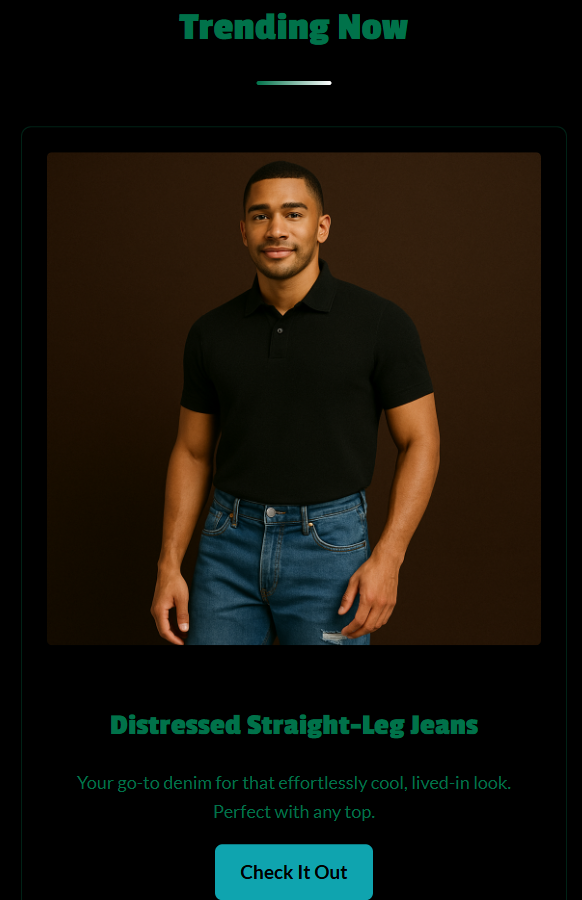 Trending Now
Distressed Straight-Leg Jeans
Your go-to denim for that effortlessly cool, lived-in look.
Perfect with any top.
Check It Out